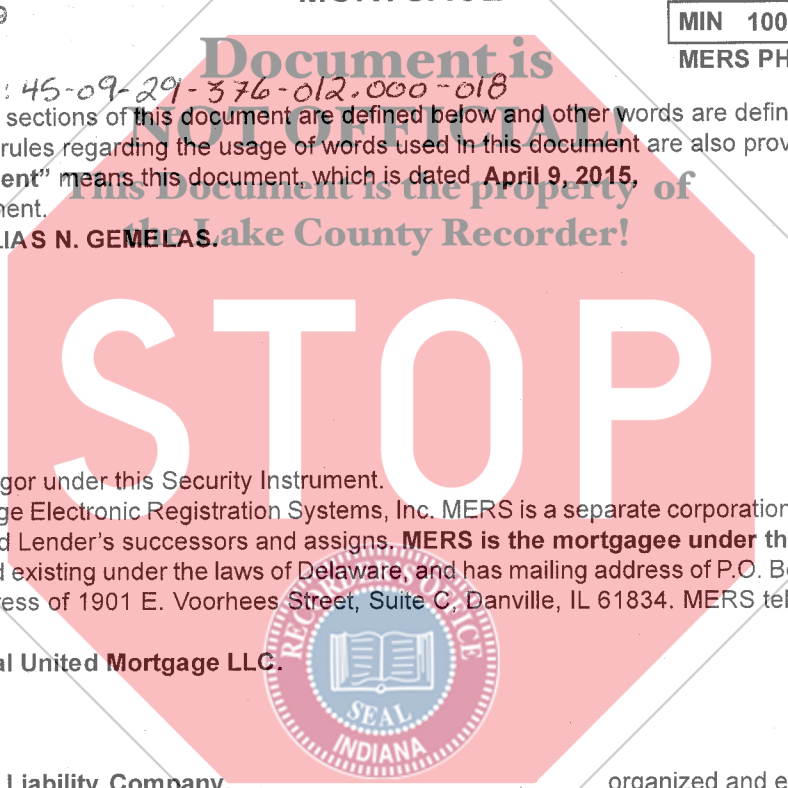 MIN 100
MERS PH
Document is
: 45-09-29-376-012.000-018
sections of this document are defined below and other words are defin
NOT OFFICIAL!
rules regarding the usage of words used in this document are also prov
ent” means this document, which is dated April 9, 2015,
This Document is the property of
ment.
the Lake County Recorder!
LIAS N. GEMELAS.
STOP
gor under this Security Instrument.
ge Electronic Registration Systems, Inc. MERS is a separate corporation
d Lender's successors and assigns. MERS is the mortgagee under th
d existing under the laws of Delaware, and has mailing address of P.O. Bo
ress of 1901 E. Voorhees Street, Suite C, Danville, IL 61834. MERS tel
al United Mortgage LLC.
RECORDER'S OFFICE
SEAL
INDIANA
Liability Company
organized and e